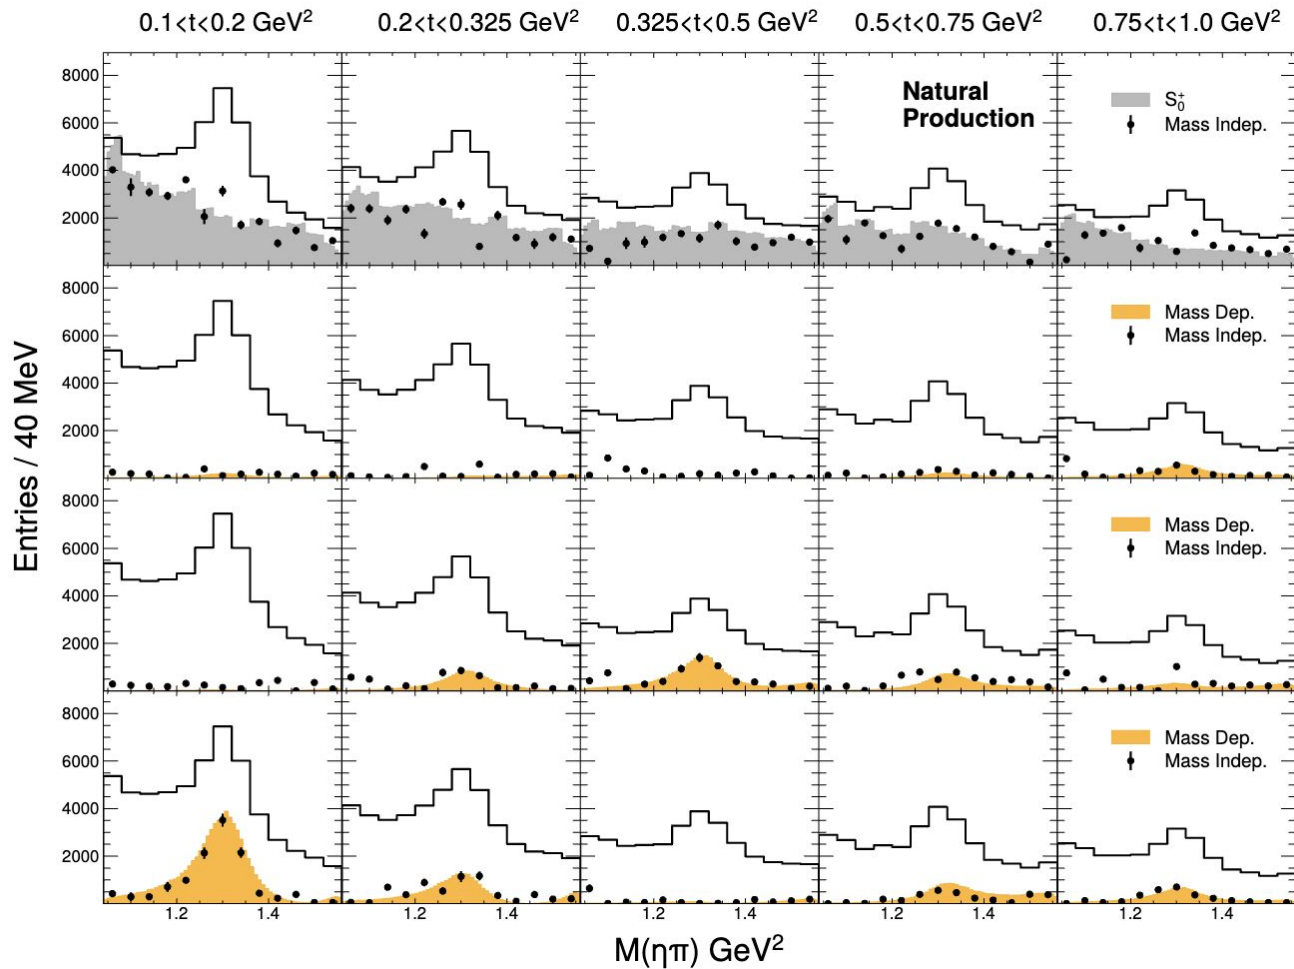 0.1<t<0.2 GeV² 0.2<t<0.325 GeV² 0.325<t<0.5 GeV² 0.5<t<0.75 GeV² 0.75<t<1.0 GeV²
8000
6000
4000
2000
Natural
Production
S₀⁺
Mass Indep.
8000
6000
4000
2000
Mass Dep.
Mass Indep.
8000
6000
4000
2000
Mass Dep.
Mass Indep.
8000
6000
4000
2000
Mass Dep.
Mass Indep.
1.2 1.4 1.2 1.4 1.2 1.4 1.2 1.4 1.2 1.4
Entries / 40 MeV
M(ηπ) GeV²